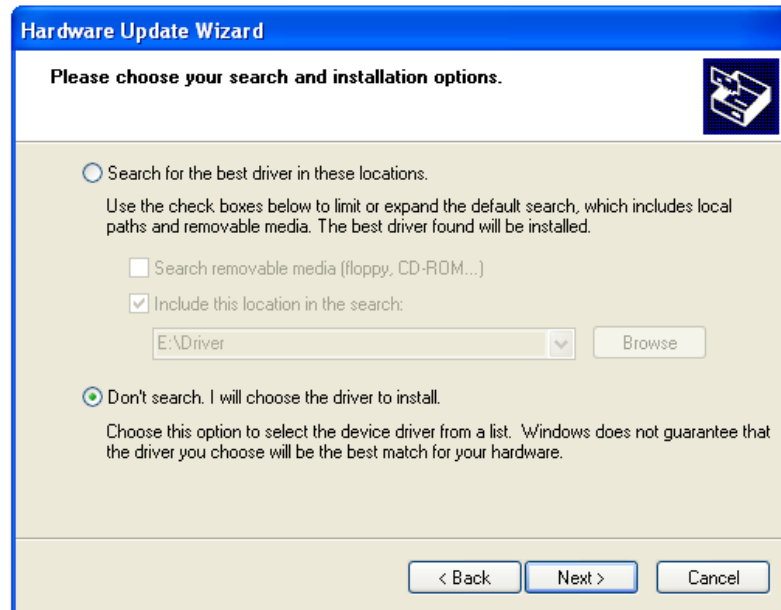 Hardware Update Wizard
Please choose your search and installation options.
Search for the best driver in these locations.
Use the check boxes below to limit or expand the default search, which includes local
paths and removable media. The best driver found will be installed.
Search removable media (floppy, CD-ROM...)
Include this location in the search:
E:\Driver
Browse
Don't search. I will choose the driver to install.
Choose this option to select the device driver from a list. Windows does not guarantee that
the driver you choose will be the best match for your hardware.
< Back Next > Cancel